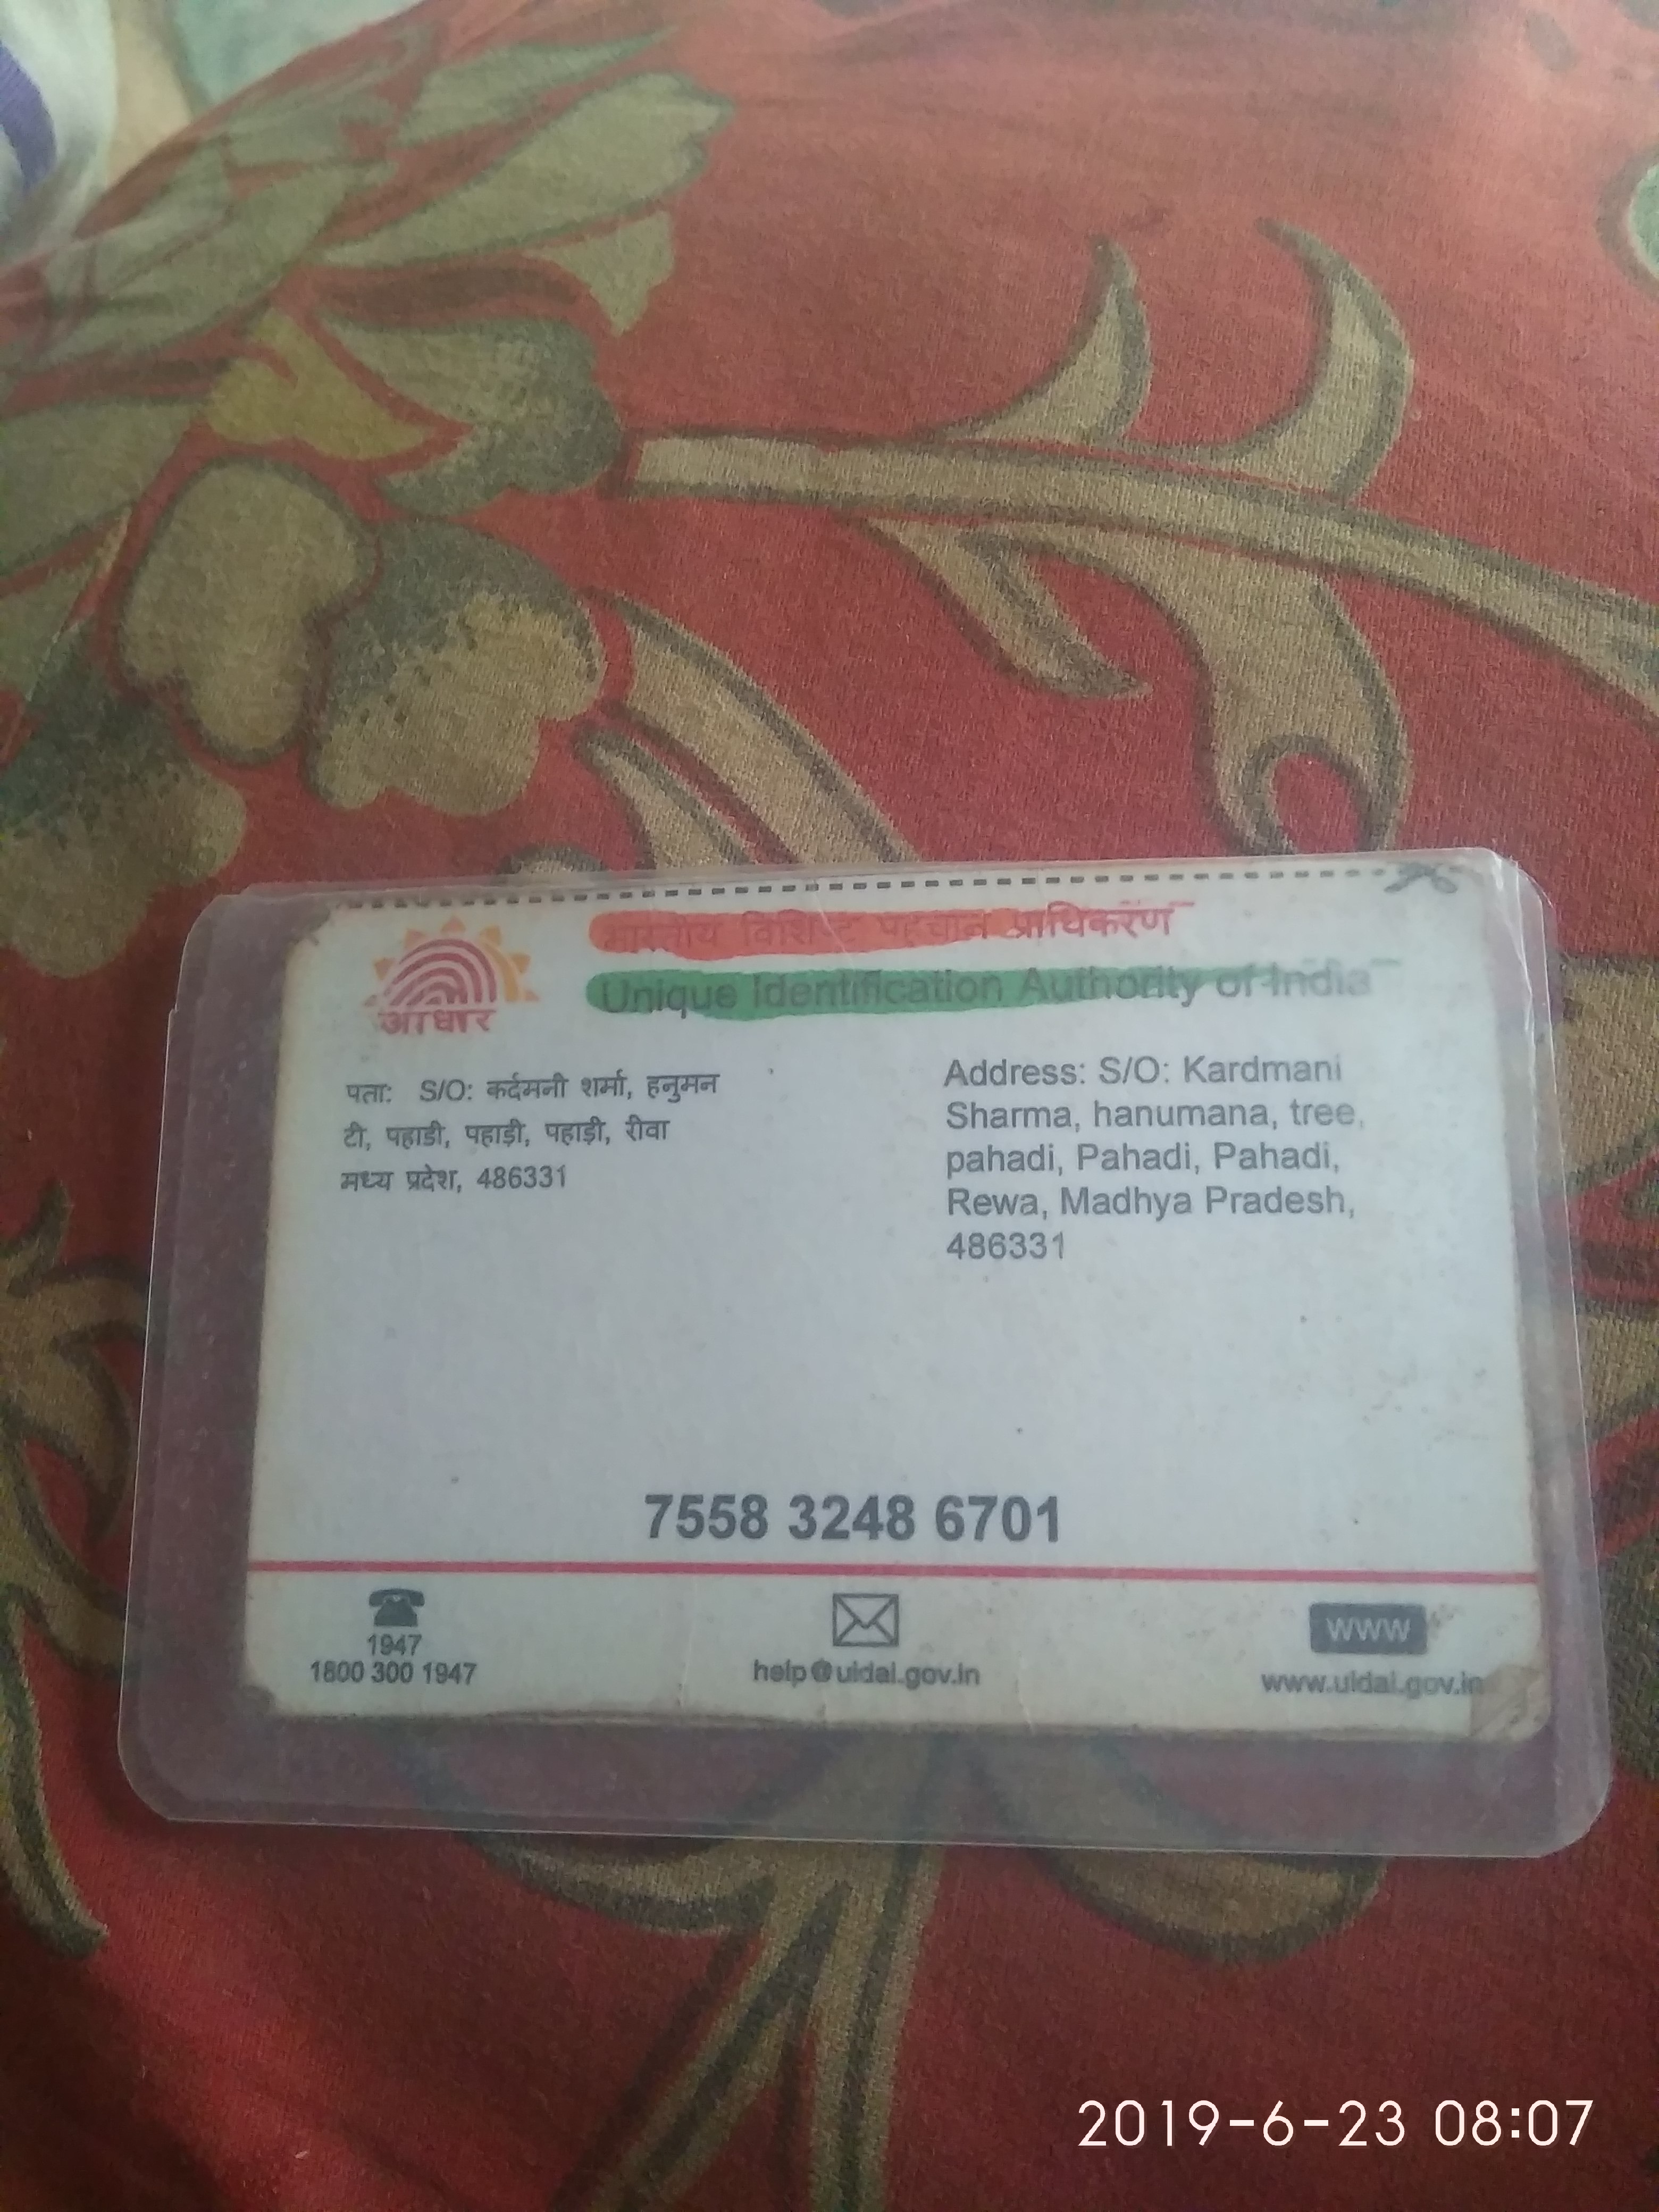 भारतीय विशिष्ट पहचान प्राधिकरण
Unique Identification Authority of India
आधार
पता: S/O: कर्दमनी शर्मा, हनुमन
टी, पहाडी, पहाड़ी, पहाड़ी, रीवा
मध्य प्रदेश, 486331
Address: S/O: Kardmani
Sharma, hanumana, tree,
pahadi, Pahadi, Pahadi,
Rewa, Madhya Pradesh,
486331
7558 3248 6701
1947
1800 300 1947
help@uidai.gov.in
WWW
www.uidai.gov.in
2019-6-23 08:07